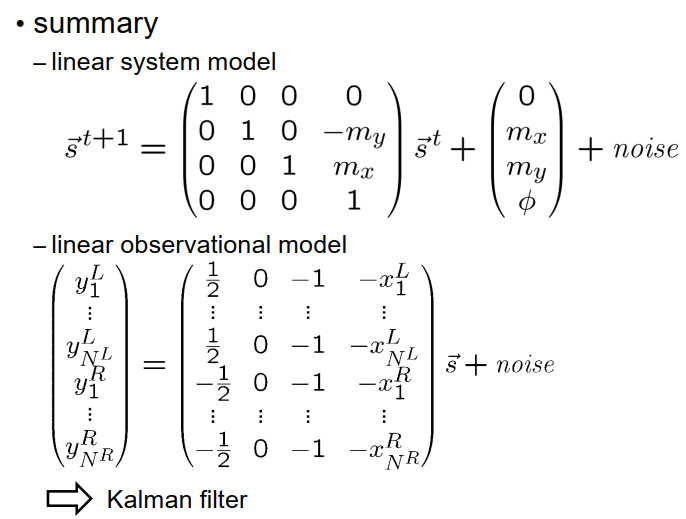 • summary
– linear system model
$\vec{s}^{t+1} = \begin{pmatrix} 1 & 0 & 0 & 0 \\ 0 & 1 & 0 & -m_y \\ 0 & 0 & 1 & m_x \\ 0 & 0 & 0 & 1 \end{pmatrix} \vec{s}^t + \begin{pmatrix} 0 \\ m_x \\ m_y \\ \phi \end{pmatrix} + noise$
– linear observational model
$\begin{pmatrix} y_1^L \\ \vdots \\ y_{N^L}^L \\ y_1^R \\ \vdots \\ y_{N^R}^R \end{pmatrix} = \begin{pmatrix} \frac{1}{2} & 0 & -1 & -x_1^L \\ \vdots & \vdots & \vdots & \vdots \\ \frac{1}{2} & 0 & -1 & -x_{N^L}^L \\ -\frac{1}{2} & 0 & -1 & -x_1^R \\ \vdots & \vdots & \vdots & \vdots \\ -\frac{1}{2} & 0 & -1 & -x_{N^R}^R \end{pmatrix} \vec{s} + noise$
⇨ Kalman filter